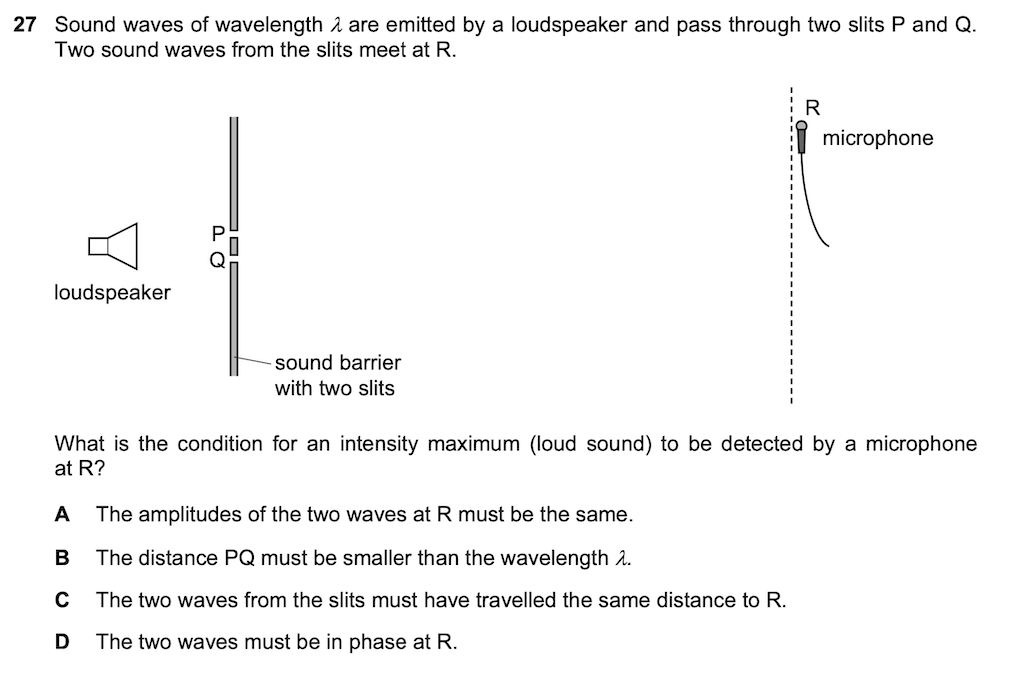 27 Sound waves of wavelength λ are emitted by a loudspeaker and pass through two slits P and Q.
Two sound waves from the slits meet at R.
R
microphone
P
Q
loudspeaker
sound barrier
with two slits
What is the condition for an intensity maximum (loud sound) to be detected by a microphone
at R?
A The amplitudes of the two waves at R must be the same.
B The distance PQ must be smaller than the wavelength λ.
C The two waves from the slits must have travelled the same distance to R.
D The two waves must be in phase at R.